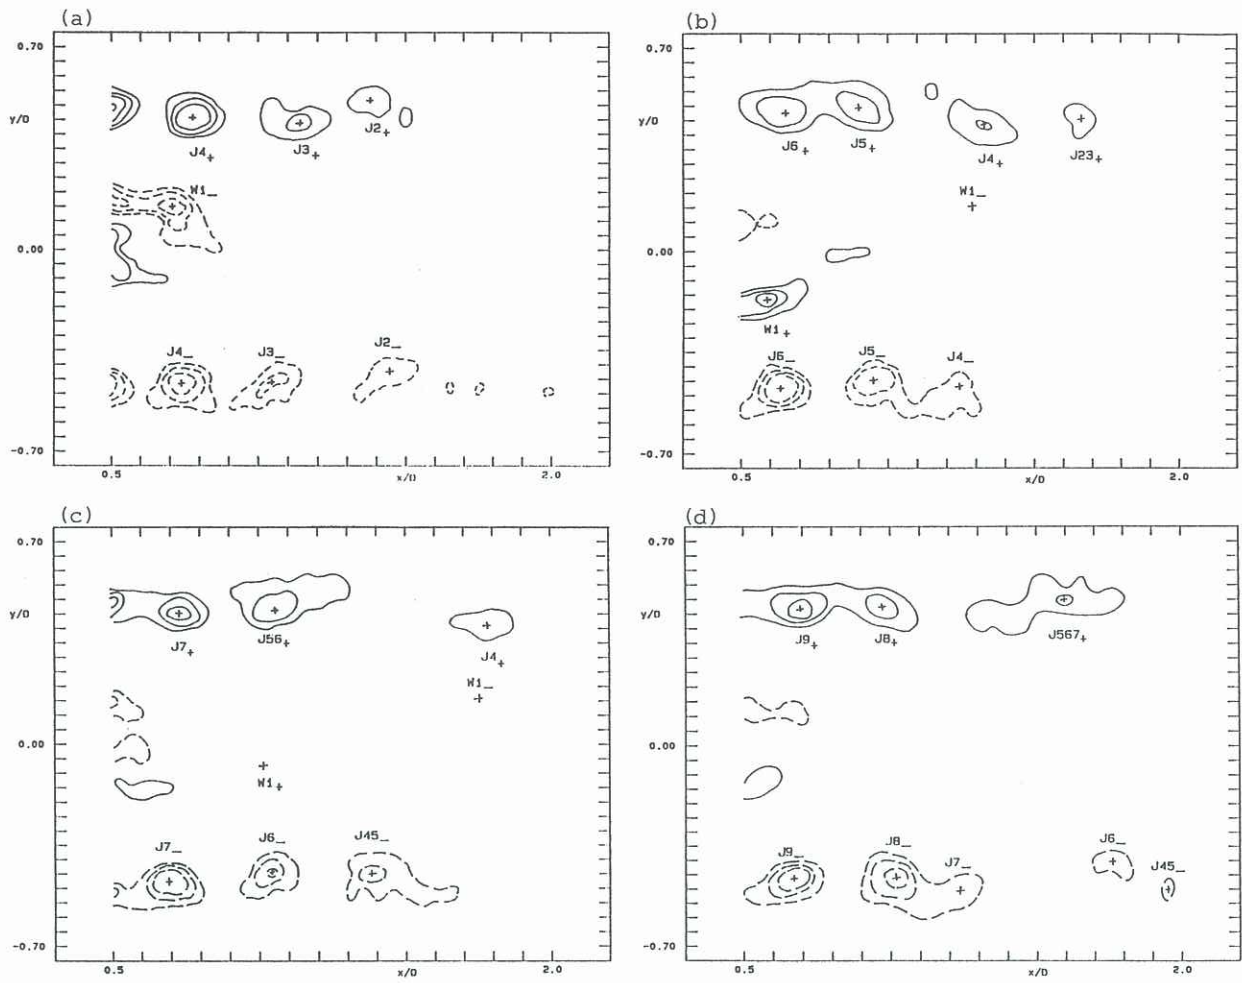 (a)
0.70
y/D
J4+
J3+
J2+
W1_
0.00
J4_
J3_
J2_
-0.70
0.5
x/D
2.0
(b)
0.70
y/D
J6+
J5+
J4+
J23+
W1_
0.00
W1+
J6_
J5_
J4_
-0.70
0.5
x/D
2.0
(c)
0.70
y/D
J7+
J56+
J4+
W1_
0.00
W1+
J7_
J6_
J45_
-0.70
0.5
x/D
2.0
(d)
0.70
y/D
J9+
J8+
J567+
0.00
J9_
J8_
J7_
J6_
J45_
-0.70
0.5
x/D
2.0